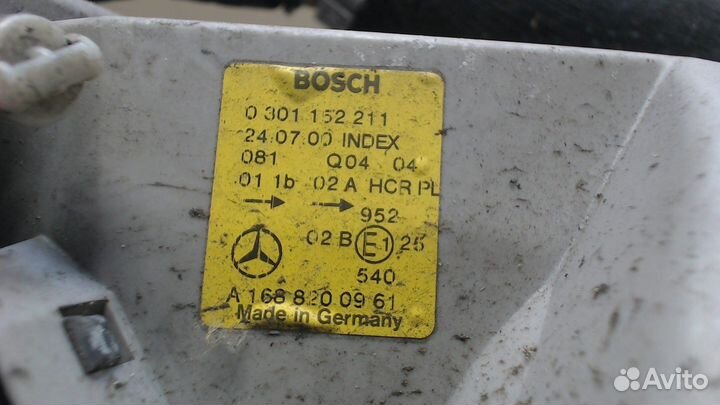 BOSCH
0 301 152 211
24.07.00 INDEX
081 Q04 04
01 1b 02A HCR PL
952
02 B E1 25
540
A 168 820 09 61
Made in Germany
Avito